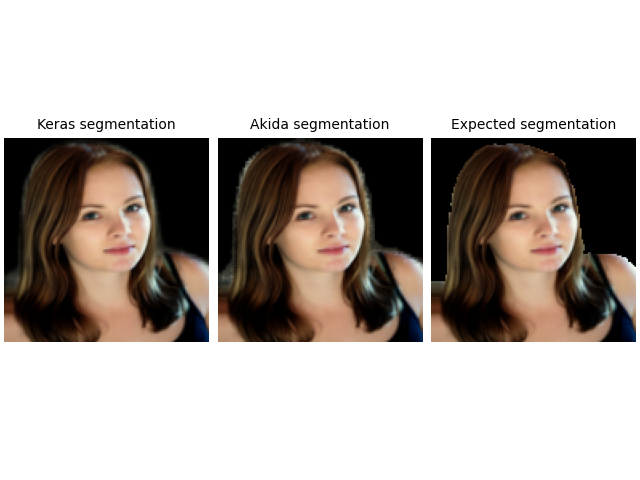 Keras segmentation
Akida segmentation
Expected segmentation